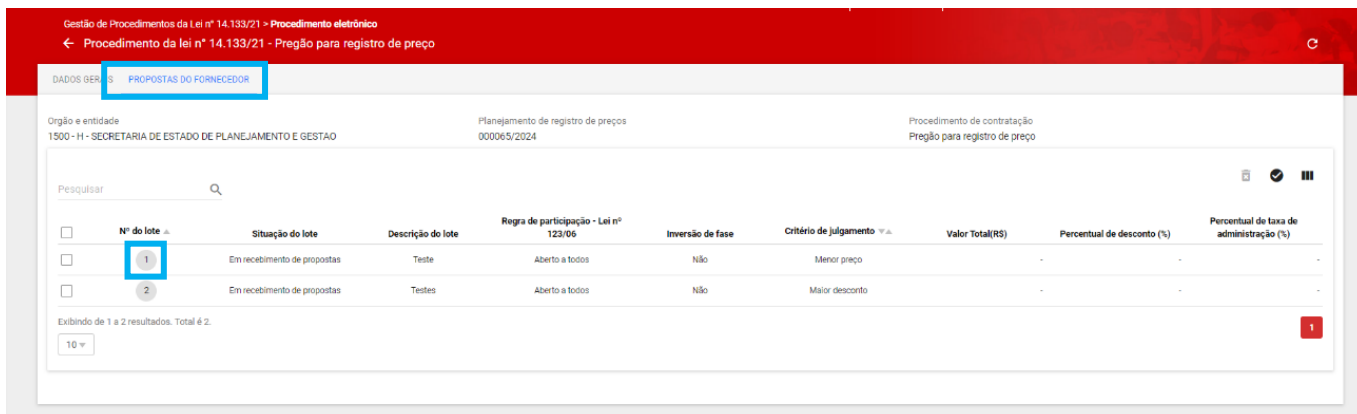 Gestão de Procedimentos da Lei n° 14.133/21 > Procedimento eletrônico
← Procedimento da lei n° 14.133/21 - Pregão para registro de preço
DADOS GERAIS PROPOSTAS DO FORNECEDOR
Orgão e entidade Planejamento de registro de preços Procedimento de contratação
1500 - H - SECRETARIA DE ESTADO DE PLANEJAMENTO E GESTAO 000065/2024 Pregão para registro de preço
Pesquisar
Nº do lote Situação do lote Descrição do lote Regra de participação - Lei nº 123/06 Inversão de fase Critério de julgamento Valor Total(R$) Percentual de desconto (%) Percentual de taxa de administração (%)
1 Em recebimento de propostas Teste Aberto a todos Não Menor preço - - -
2 Em recebimento de propostas Testes Aberto a todos Não Maior desconto - - -
Exibindo de 1 a 2 resultados. Total é 2.
1
10